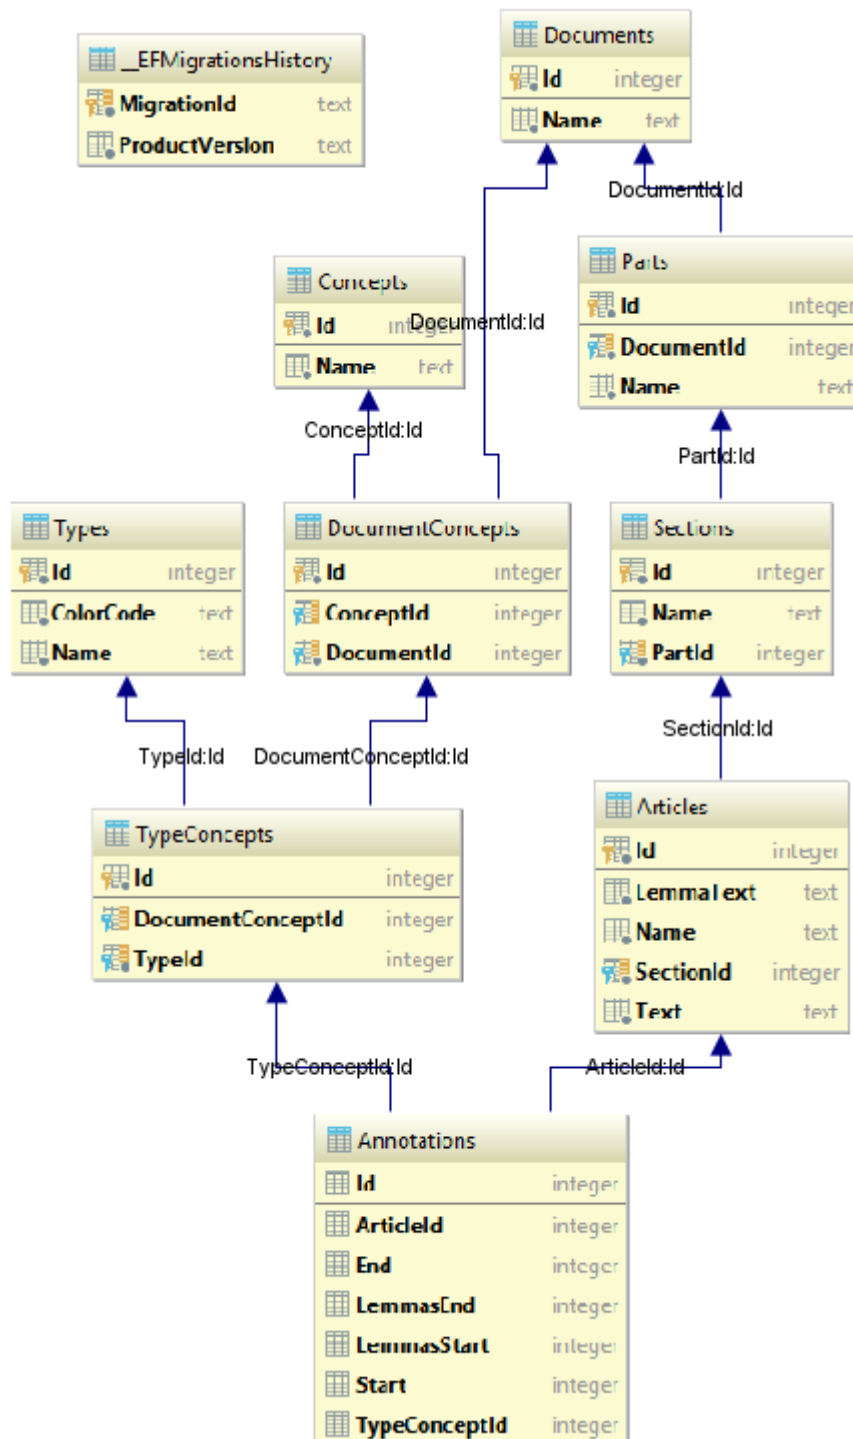 Documents
Id integer
Name text
__EFMigrationsHistory
MigrationId text
ProductVersion text
DocumentId:Id
Parts
Id integer
DocumentId integer
Name text
Concepts
Id integer
Name text
DocumentId:Id
ConceptId:Id
PartId:Id
Types
Id integer
ColorCode text
Name text
DocumentConcepts
Id integer
ConceptId integer
DocumentId integer
Sections
Id integer
Name text
PartId integer
TypeId:Id
DocumentConceptId:Id
SectionId:Id
TypeConcepts
Id integer
DocumentConceptId integer
TypeId integer
Articles
Id integer
LemmaText text
Name text
SectionId integer
Text text
TypeConceptId:Id
ArticleId:Id
Annotations
Id integer
ArticleId integer
End integer
LemmasEnd integer
LemmasStart integer
Start integer
TypeConceptId integer